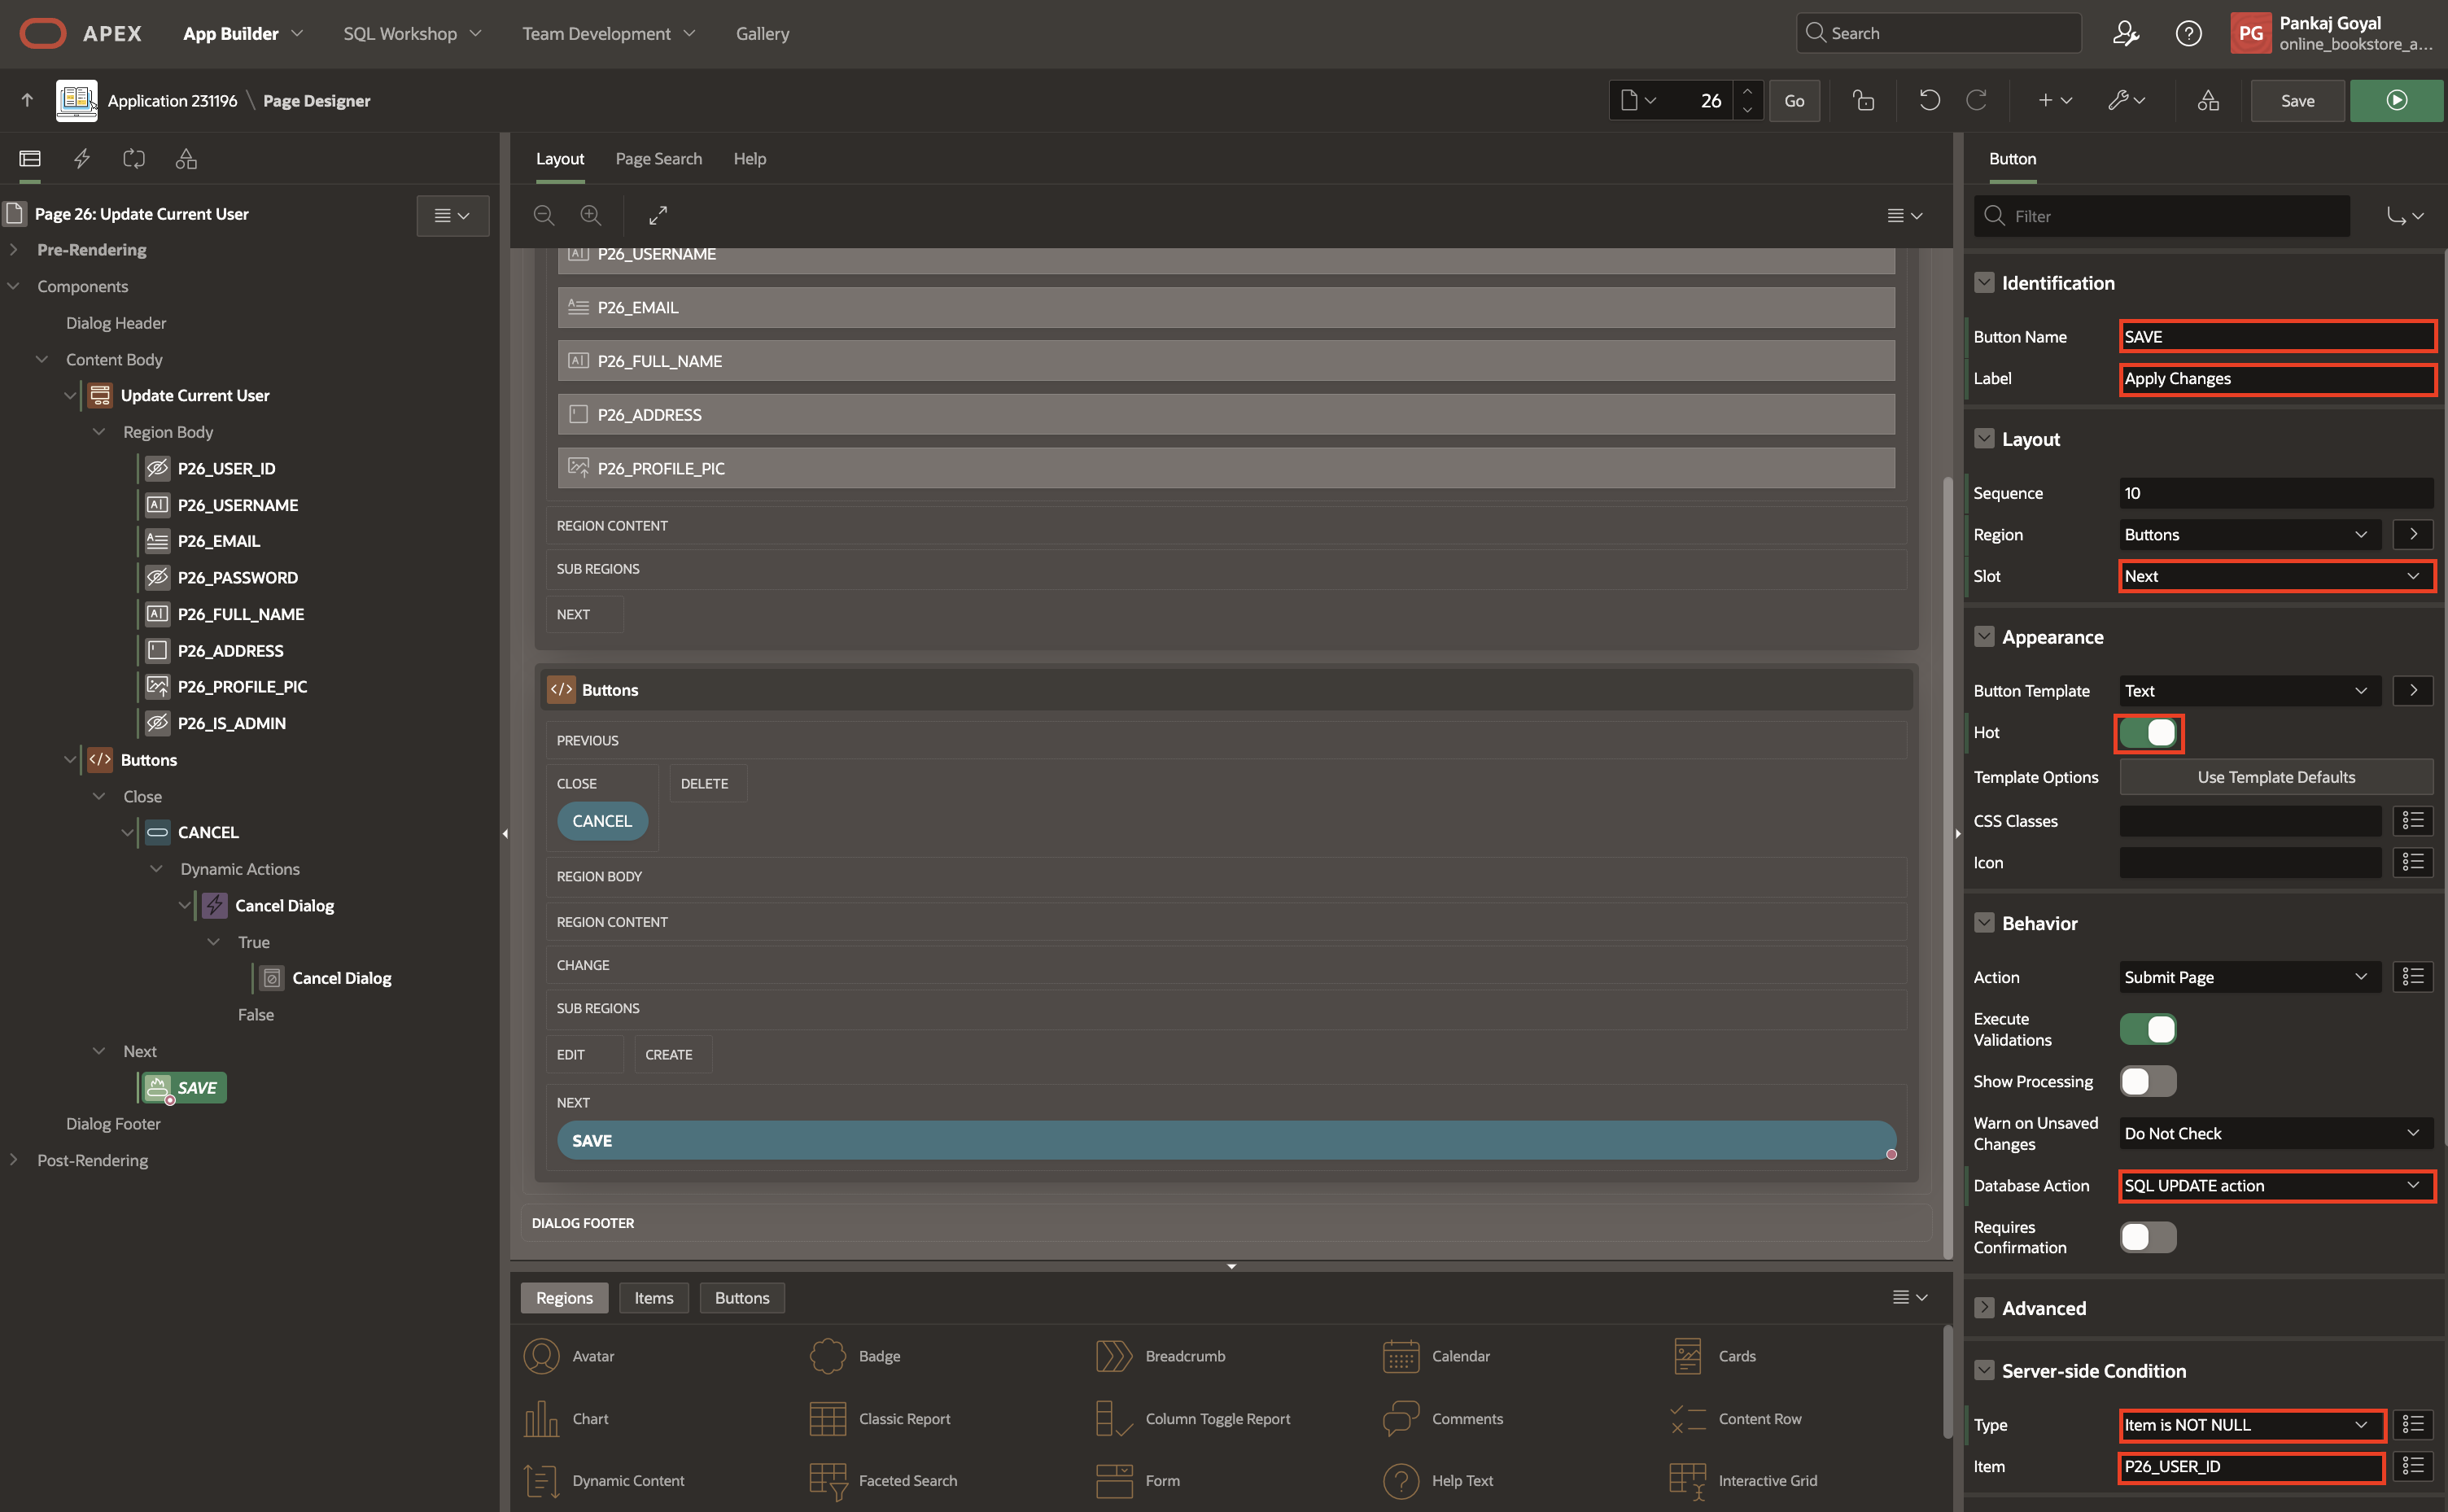 APEX App Builder SQL Workshop Team Development Gallery Search PG Pankaj Goyal
online_bookstore_a...
Application 231196 \ Page Designer 26 Go Save
Layout Page Search Help
Button
Page 26: Update Current User
Pre-Rendering
Components
Dialog Header
Content Body
Update Current User
Region Body
P26_USER_ID
P26_USERNAME
P26_EMAIL
P26_PASSWORD
P26_FULL_NAME
P26_ADDRESS
P26_PROFILE_PIC
P26_IS_ADMIN
Buttons
Close
CANCEL
Dynamic Actions
Cancel Dialog
True
Cancel Dialog
False
Next
SAVE
Dialog Footer
Post-Rendering
P26_USERNAME
P26_EMAIL
P26_FULL_NAME
P26_ADDRESS
P26_PROFILE_PIC
REGION CONTENT
SUB REGIONS
NEXT
Buttons
PREVIOUS
CLOSE DELETE
CANCEL
REGION BODY
REGION CONTENT
CHANGE
SUB REGIONS
EDIT CREATE
NEXT
SAVE
DIALOG FOOTER
Regions Items Buttons
Avatar Badge Breadcrumb Calendar Cards
Chart Classic Report Column Toggle Report Comments Content Row
Dynamic Content Faceted Search Form Help Text Interactive Grid
Filter
Identification
Button Name SAVE
Label Apply Changes
Layout
Sequence 10
Region Buttons
Slot Next
Appearance
Button Template Text
Hot
Template Options Use Template Defaults
CSS Classes
Icon
Behavior
Action Submit Page
Execute
Validations
Show Processing
Warn on Unsaved
Changes Do Not Check
Database Action SQL UPDATE action
Requires
Confirmation
Advanced
Server-side Condition
Type Item is NOT NULL
Item P26_USER_ID